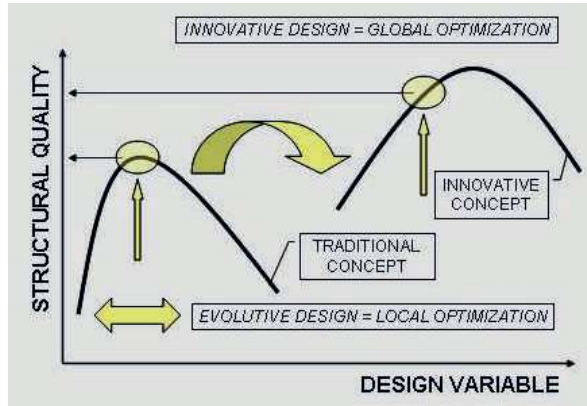 INNOVATIVE DESIGN = GLOBAL OPTIMIZATION
STRUCTURAL QUALITY
INNOVATIVE
CONCEPT
TRADITIONAL
CONCEPT
EVOLUTIVE DESIGN = LOCAL OPTIMIZATION
DESIGN VARIABLE